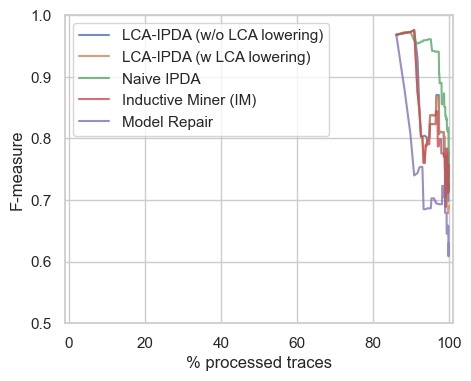 1.0
0.9
0.8
0.7
0.6
0.5
F-measure
LCA-IPDA (w/o LCA lowering)
LCA-IPDA (w LCA lowering)
Naive IPDA
Inductive Miner (IM)
Model Repair
0 20 40 60 80 100
% processed traces